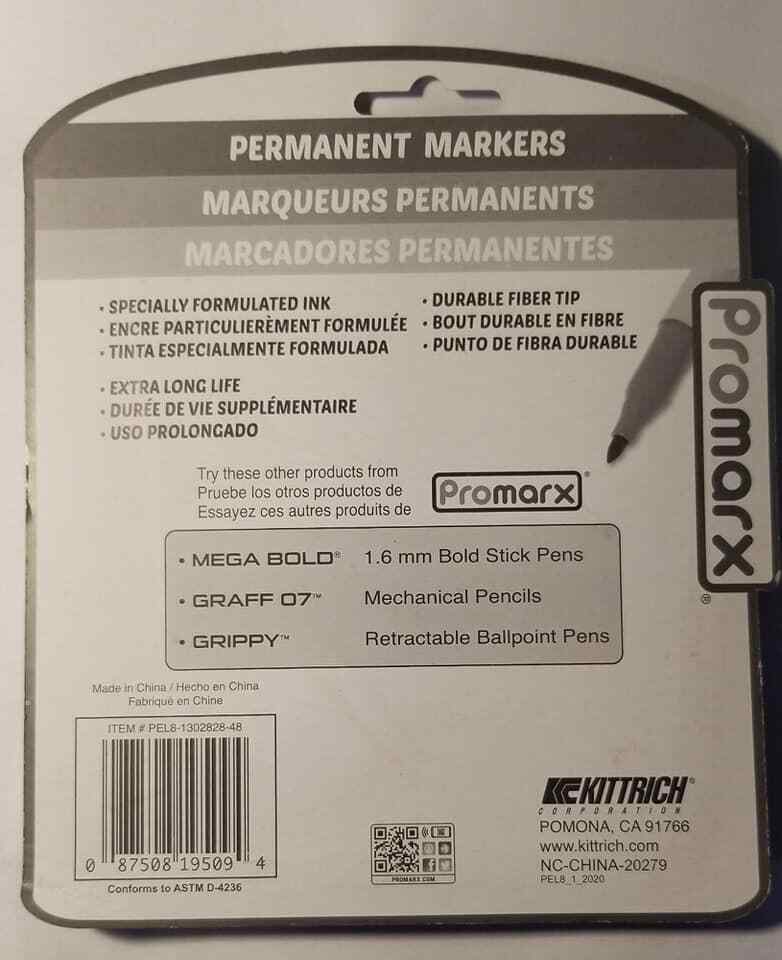 PERMANENT MARKERS
MARQUEURS PERMANENTS
MARCADORES PERMANENTES
• SPECIALLY FORMULATED INK
• ENCRE PARTICULIERÈMENT FORMULÉE
• TINTA ESPECIALMENTE FORMULADA
• DURABLE FIBER TIP
• BOUT DURABLE EN FIBRE
• PUNTO DE FIBRA DURABLE
• EXTRA LONG LIFE
• DURÉE DE VIE SUPPLÉMENTAIRE
• USO PROLONGADO
Promarx®
Try these other products from
Pruebe los otros productos de
Essayez ces autres produits de
Promarx®
• MEGA BOLD® 1.6 mm Bold Stick Pens
• GRAFF 07™ Mechanical Pencils
• GRIPPY™ Retractable Ballpoint Pens
Made in China / Hecho en China
Fabriqué en Chine
ITEM # PEL8-1302828-48
0 87508 19509 4
Conforms to ASTM D-4236
PROMARX.COM
KITTRICH®
CORPORATION
POMONA, CA 91766
www.kittrich.com
NC-CHINA-20279
PEL8_1_2020